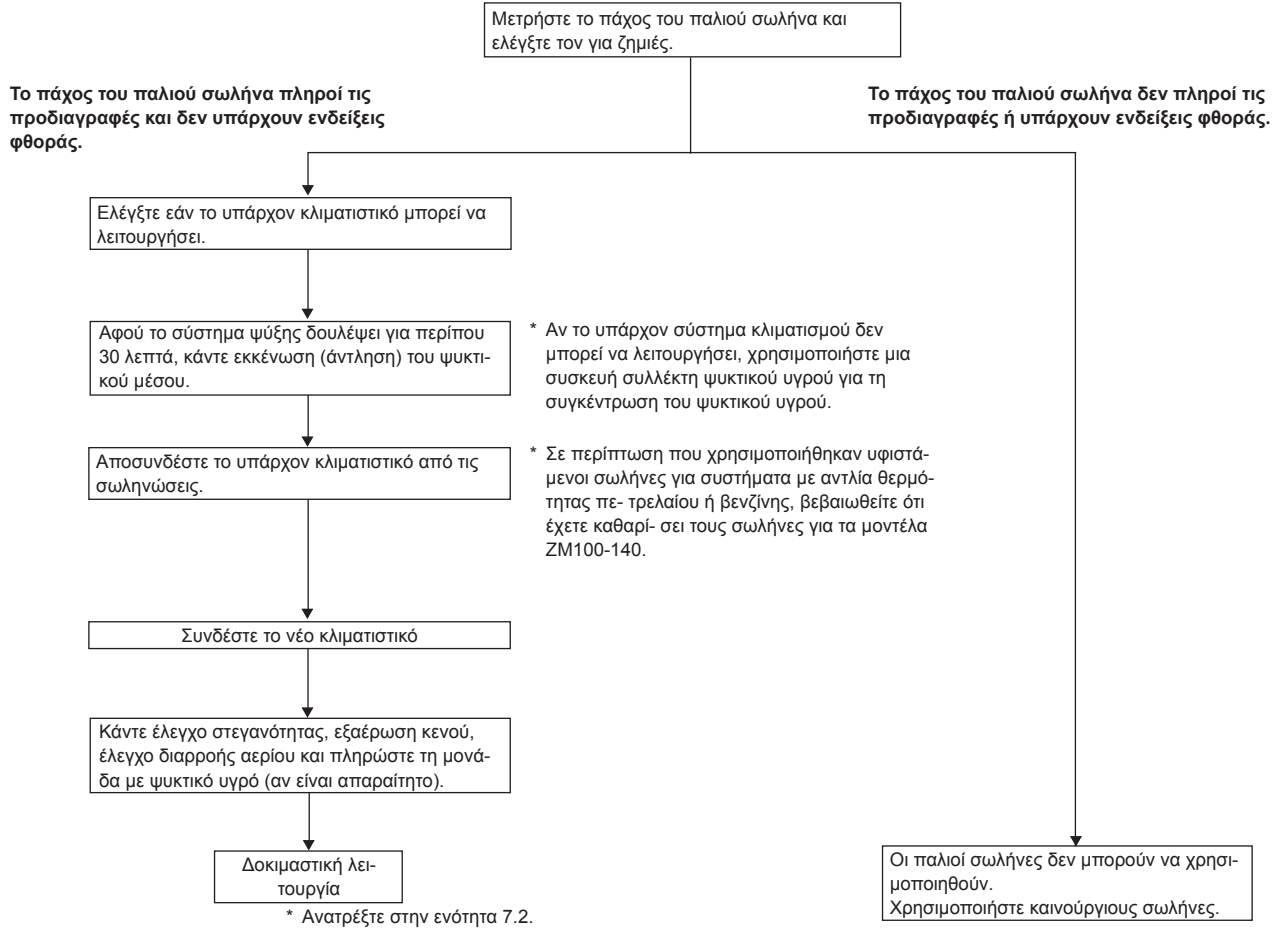 Μετρήστε το πάχος του παλιού σωλήνα και
ελέγξτε τον για ζημιές.
Το πάχος του παλιού σωλήνα πληροί τις
προδιαγραφές και δεν υπάρχουν ενδείξεις
φθοράς.
Το πάχος του παλιού σωλήνα δεν πληροί τις
προδιαγραφές ή υπάρχουν ενδείξεις φθοράς.
Ελέγξτε εάν το υπάρχον κλιματιστικό μπορεί να
λειτουργήσει.
Αφού το σύστημα ψύξης δουλέψει για περίπου
30 λεπτά, κάντε εκκένωση (άντληση) του ψυκτι-
κού μέσου.
* Αν το υπάρχον σύστημα κλιματισμού δεν
μπορεί να λειτουργήσει, χρησιμοποιήστε μια
συσκευή συλλέκτη ψυκτικού υγρού για τη
συγκέντρωση του ψυκτικού υγρού.
Αποσυνδέστε το υπάρχον κλιματιστικό από τις
σωληνώσεις.
* Σε περίπτωση που χρησιμοποιήθηκαν υφιστά-
μενοι σωλήνες για συστήματα με αντλία θερμό-
τητας πε- τρελαίου ή βενζίνης, βεβαιωθείτε ότι
έχετε καθαρί- σει τους σωλήνες για τα μοντέλα
ZM100-140.
Συνδέστε το νέο κλιματιστικό
Κάντε έλεγχο στεγανότητας, εξαέρωση κενού,
έλεγχο διαρροής αερίου και πληρώστε τη μονά-
δα με ψυκτικό υγρό (αν είναι απαραίτητο).
Δοκιμαστική λει-
τουργία
* Ανατρέξτε στην ενότητα 7.2.
Οι παλιοί σωλήνες δεν μπορούν να χρησι-
μοποιηθούν.
Χρησιμοποιήστε καινούργιους σωλήνες.